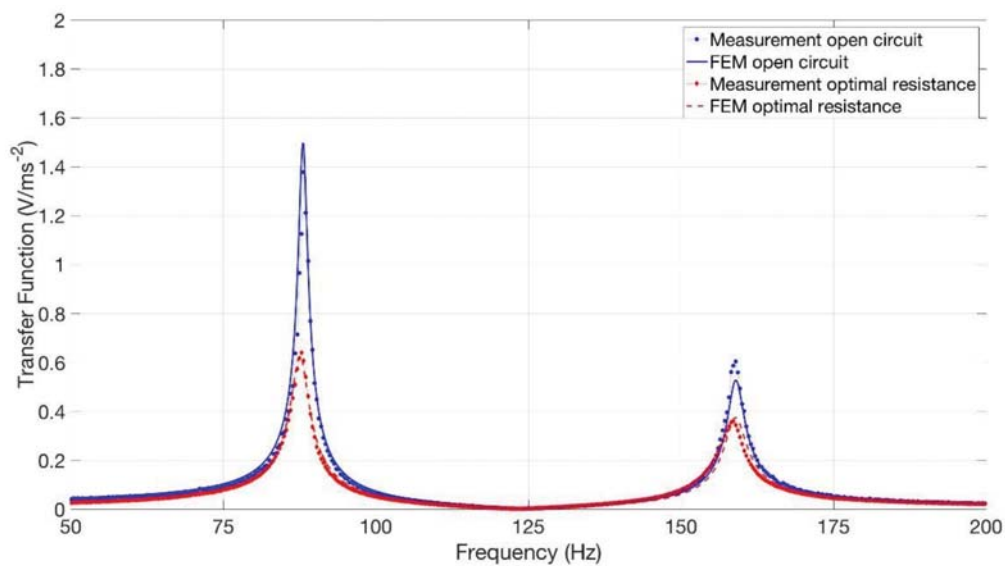 2
1.8
1.6
1.4
1.2
1
0.8
0.6
0.4
0.2
0
Transfer Function (V/ms-2)
Measurement open circuit
FEM open circuit
Measurement optimal resistance
FEM optimal resistance
50 75 100 125 150 175 200
Frequency (Hz)